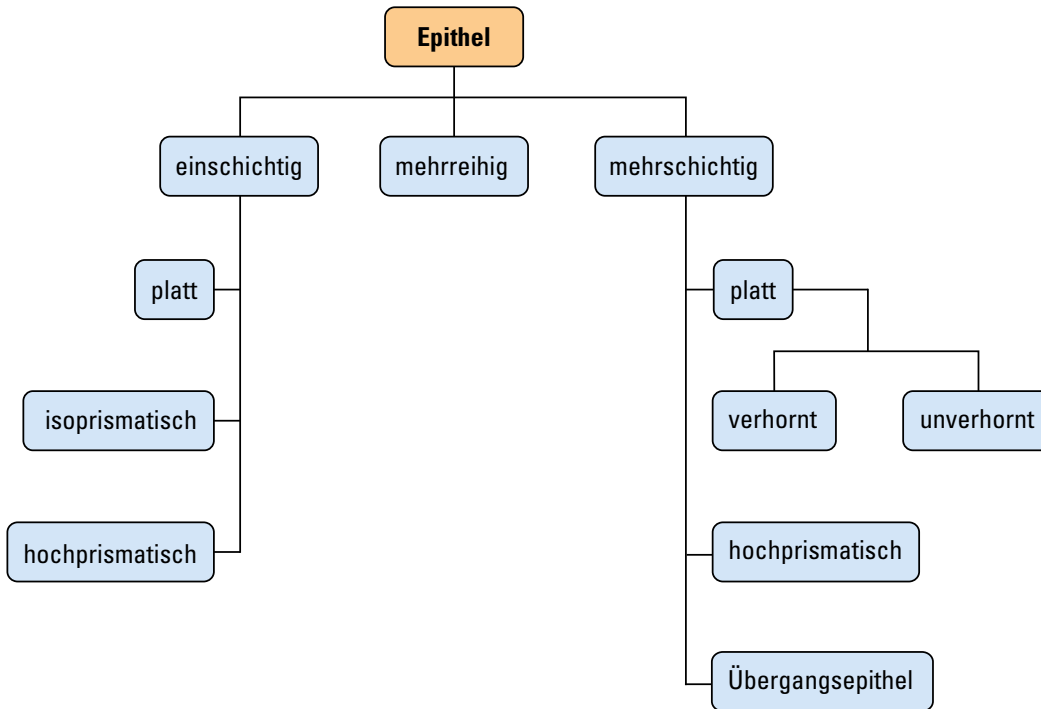 Epithel
einschichtig
mehrreihig
mehrschichtig
platt
platt
isoprismatisch
verhornt
unverhornt
hochprismatisch
hochprismatisch
Übergangsepithel